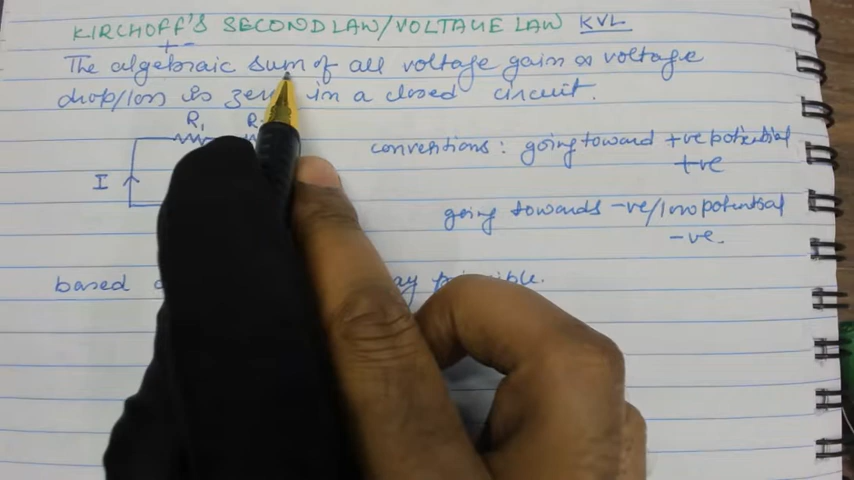 KIRCHOFF'S SECOND LAW/VOLTAGE LAW KVL
+ -
The algebraic sum of all voltage gain or voltage
drop/loss is zero in a closed circuit.
R1 R
conventions: going toward +ve potential
+ve
I
going towards -ve/low potential
-ve.
based principle.